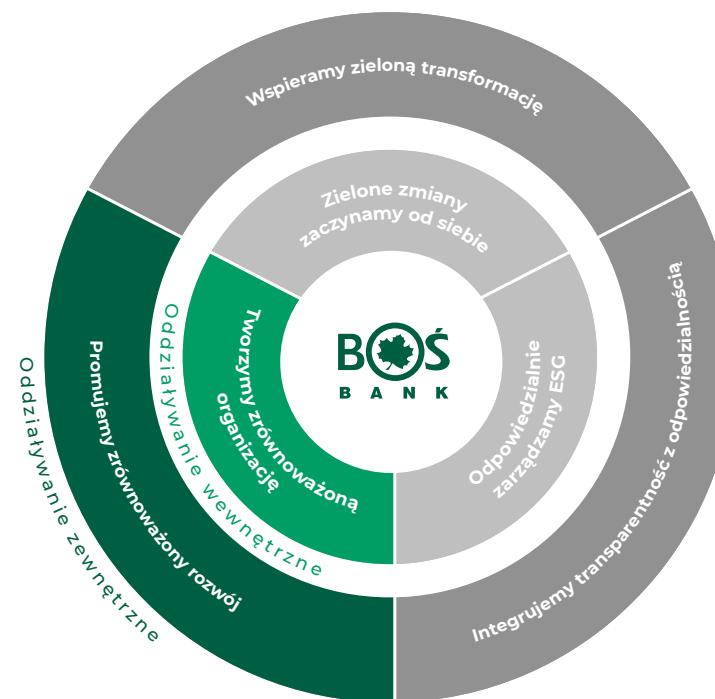 Wspieramy zieloną transformację
Zielone zmiany
zaczynamy od siebie
Tworzymy zrównoważoną
organizację
Odpowiedzialnie
zarządzamy ESG
BOŚ
BANK
Promujemy zrównoważony rozwój
Integrujemy transparentność z odpowiedzialnością
Oddziaływanie wewnętrzne
Oddziaływanie zewnętrzne